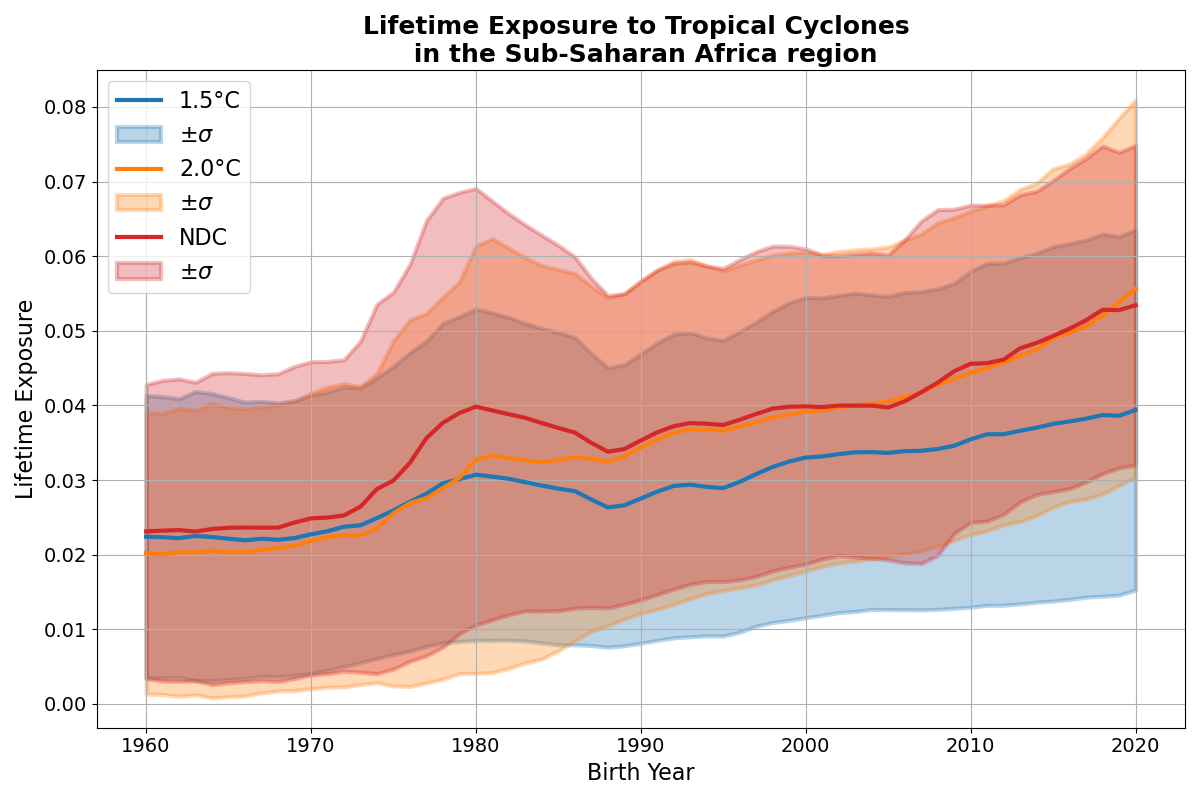 Lifetime Exposure to Tropical Cyclones
in the Sub-Saharan Africa region
1.5°C
±σ
2.0°C
±σ
NDC
±σ
Lifetime Exposure
0.08
0.07
0.06
0.05
0.04
0.03
0.02
0.01
0.00
1960 1970 1980 1990 2000 2010 2020
Birth Year